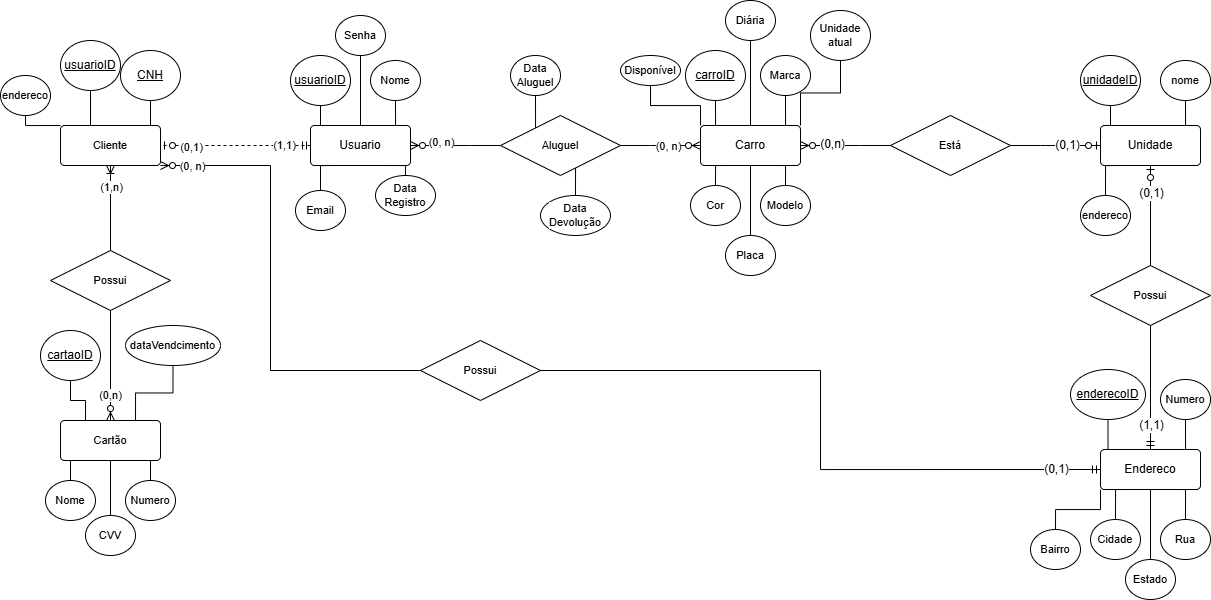 Diária
Unidade
atual
Senha
usuarioID
CNH
endereco
usuarioID
Nome
Data
Aluguel
Disponível
carroID
Marca
unidadeID
nome
Cliente
(0,1)
(1,1)
Usuario
(0, n)
Aluguel
(0, n)
Carro
(0,n)
Está
(0,1)
Unidade
(0, n)
(1,n)
Email
Data
Registro
Data
Devolução
Cor
Modelo
Placa
endereco
(0,1)
Possui
Possui
cartaoID
dataVendcimento
Possui
(0,n)
enderecoID
Numero
(1,1)
Cartão
(0,1)
Endereco
Nome
CVV
Numero
Bairro
Cidade
Estado
Rua